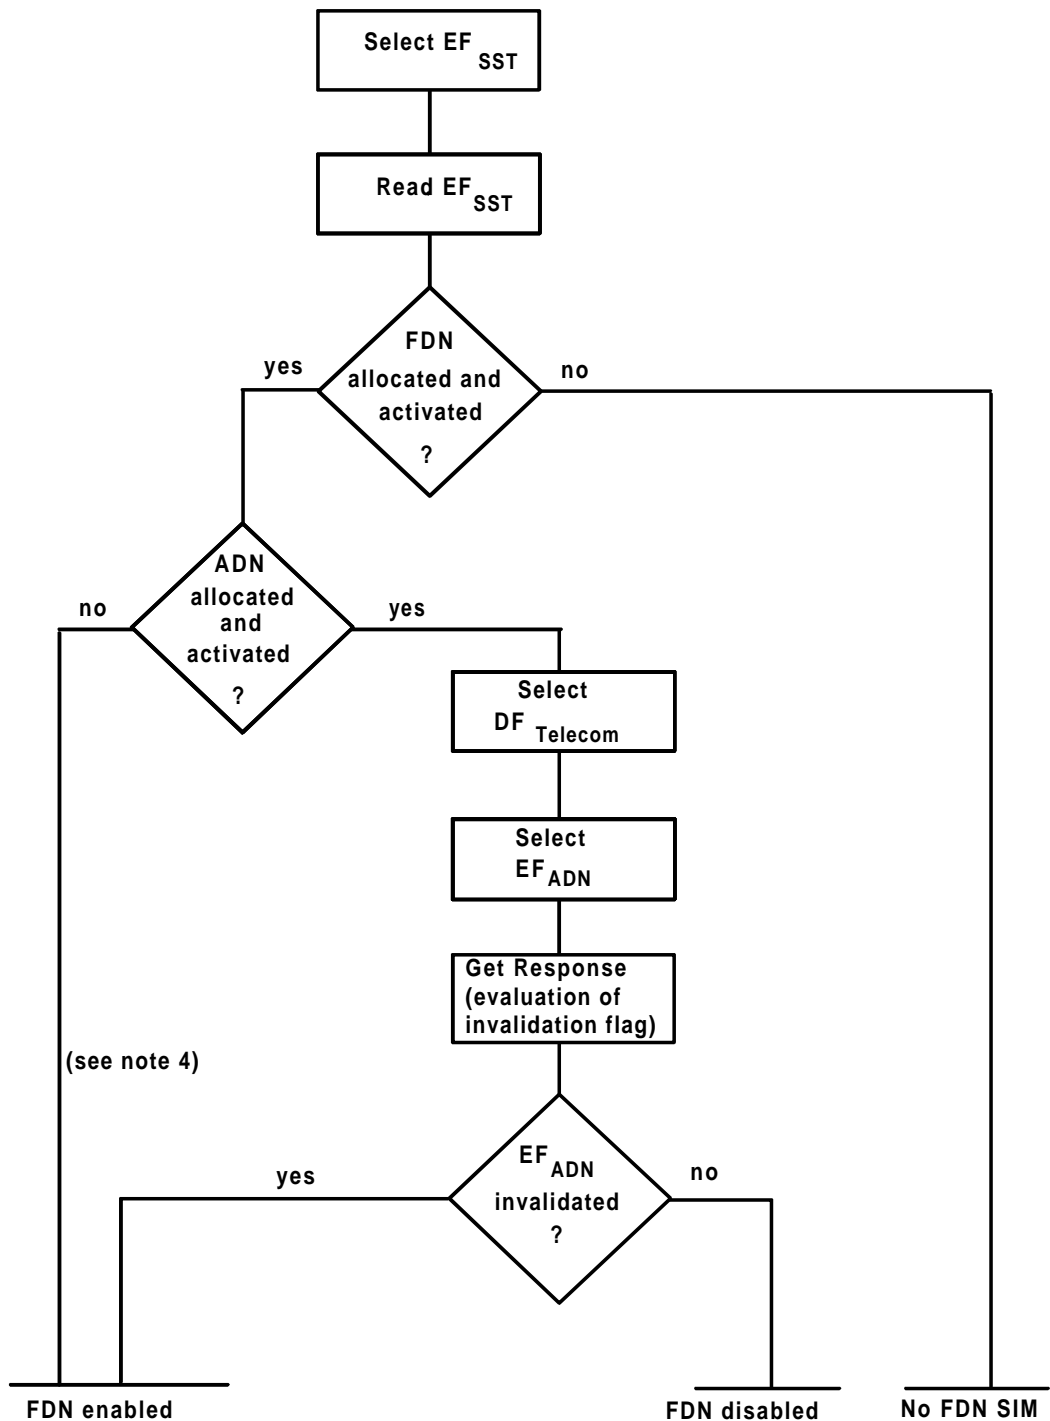 Select EF SST
Read EF SST
FDN
allocated and
activated
?
yes
no
ADN
allocated
and
activated
?
no
yes
Select
DF Telecom
Select
EF ADN
Get Response
(evaluation of
invalidation flag)
(see note 4)
EF ADN
invalidated
?
yes
no
FDN enabled
FDN disabled
No FDN SIM